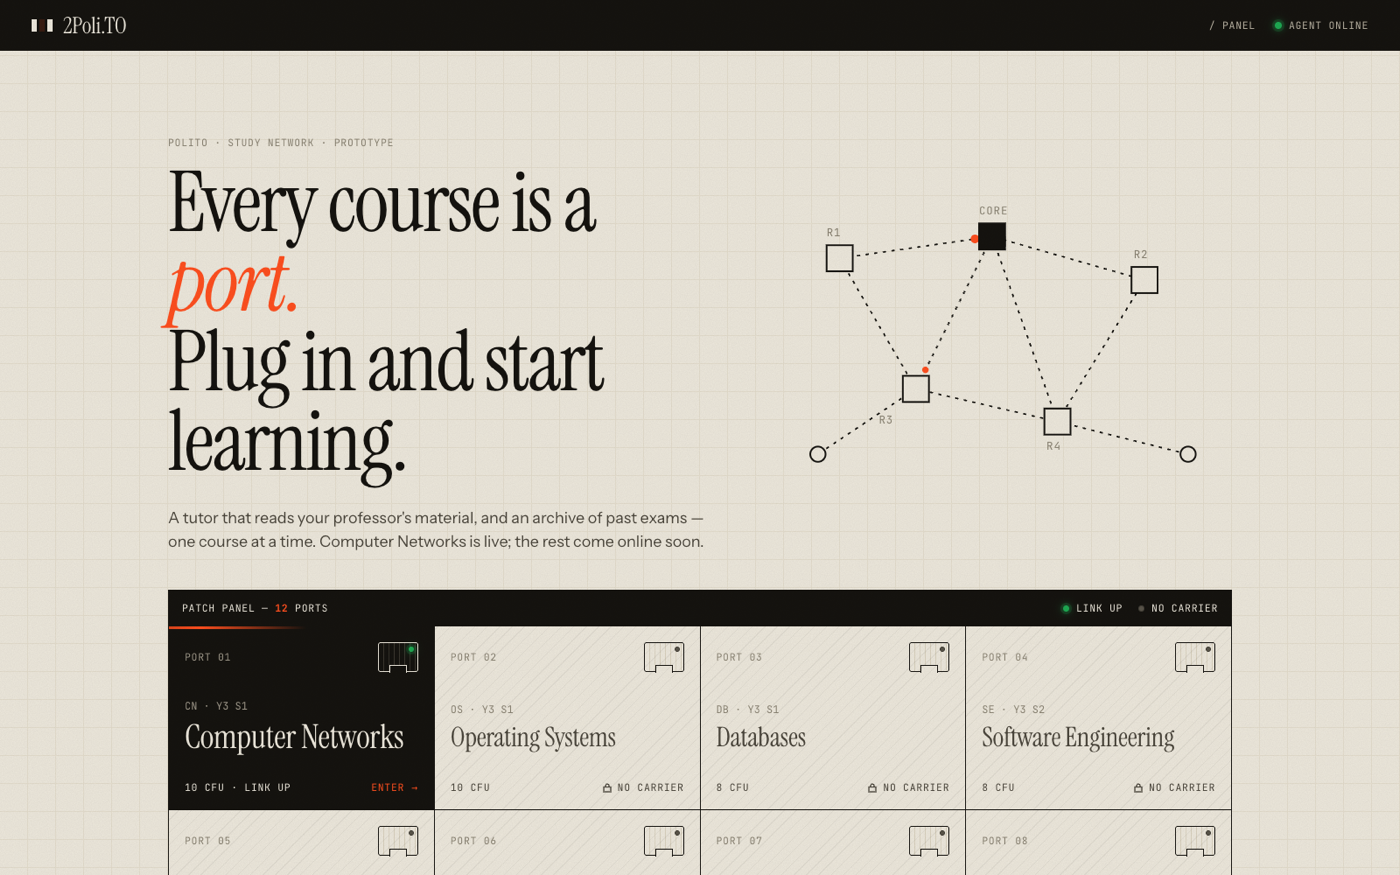 2Poli.TO
/ PANEL
AGENT ONLINE
POLITO · STUDY NETWORK · PROTOTYPE
Every course is a
port.
Plug in and start
learning.
A tutor that reads your professor's material, and an archive of past exams —
one course at a time. Computer Networks is live; the rest come online soon.
CORE
R1
R2
R3
R4
PATCH PANEL — 12 PORTS
LINK UP
NO CARRIER
PORT 01
CN · Y3 S1
Computer Networks
10 CFU · LINK UP
ENTER →
PORT 02
OS · Y3 S1
Operating Systems
10 CFU
NO CARRIER
PORT 03
DB · Y3 S1
Databases
8 CFU
NO CARRIER
PORT 04
SE · Y3 S2
Software Engineering
8 CFU
NO CARRIER
PORT 05
PORT 06
PORT 07
PORT 08